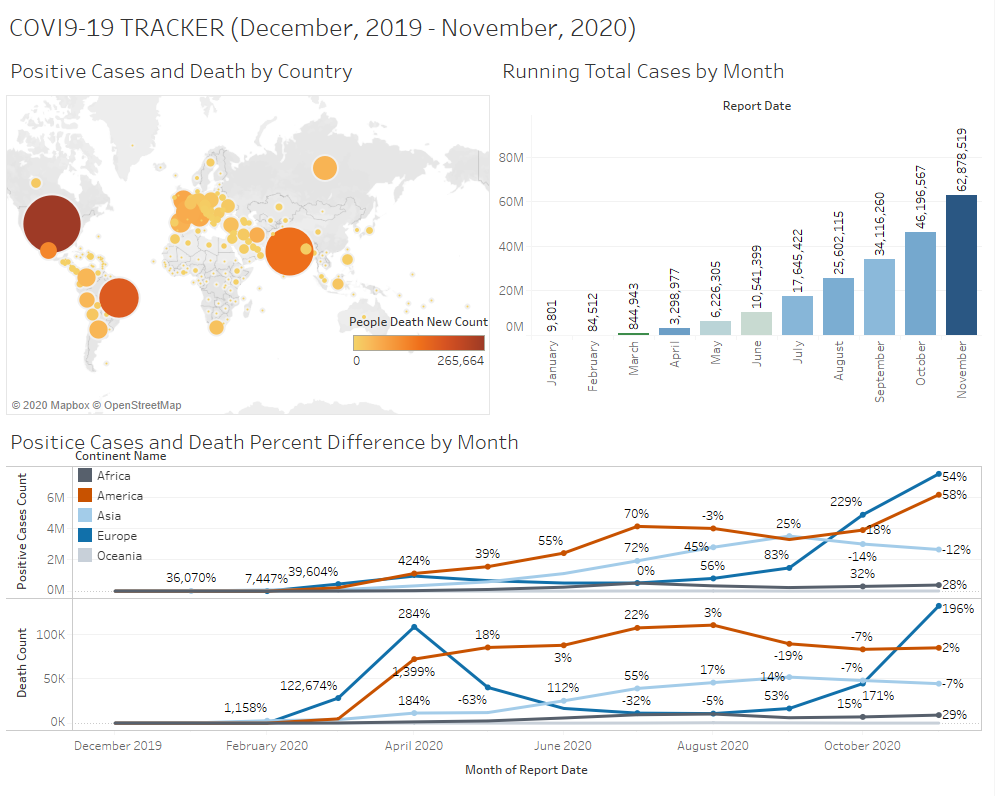 COVI9-19 TRACKER (December, 2019 - November, 2020)
Positive Cases and Death by Country
People Death New Count
0 265,664
© 2020 Mapbox © OpenStreetMap
Running Total Cases by Month
Report Date
80M
60M
40M
20M
0M
9,801
84,512
844,943
3,298,977
6,226,305
10,541,399
17,645,422
25,602,115
34,116,260
46,196,567
62,878,519
January
February
March
April
May
June
July
August
September
October
November
Positice Cases and Death Percent Difference by Month
Continent Name
Africa
America
Asia
Europe
Oceania
Positive Cases Count
6M
4M
2M
0M
36,070%
7,447%
39,604%
424%
39%
55%
70%
72%
0%
-3%
45%
56%
25%
83%
229%
18%
-14%
32%
54%
58%
-12%
28%
Death Count
100K
50K
0K
1,158%
122,674%
284%
1,399%
184%
18%
-63%
3%
112%
22%
55%
-32%
3%
17%
-5%
-19%
14%
53%
-7%
-7%
171%
15%
196%
2%
-7%
29%
December 2019
February 2020
April 2020
June 2020
August 2020
October 2020
Month of Report Date